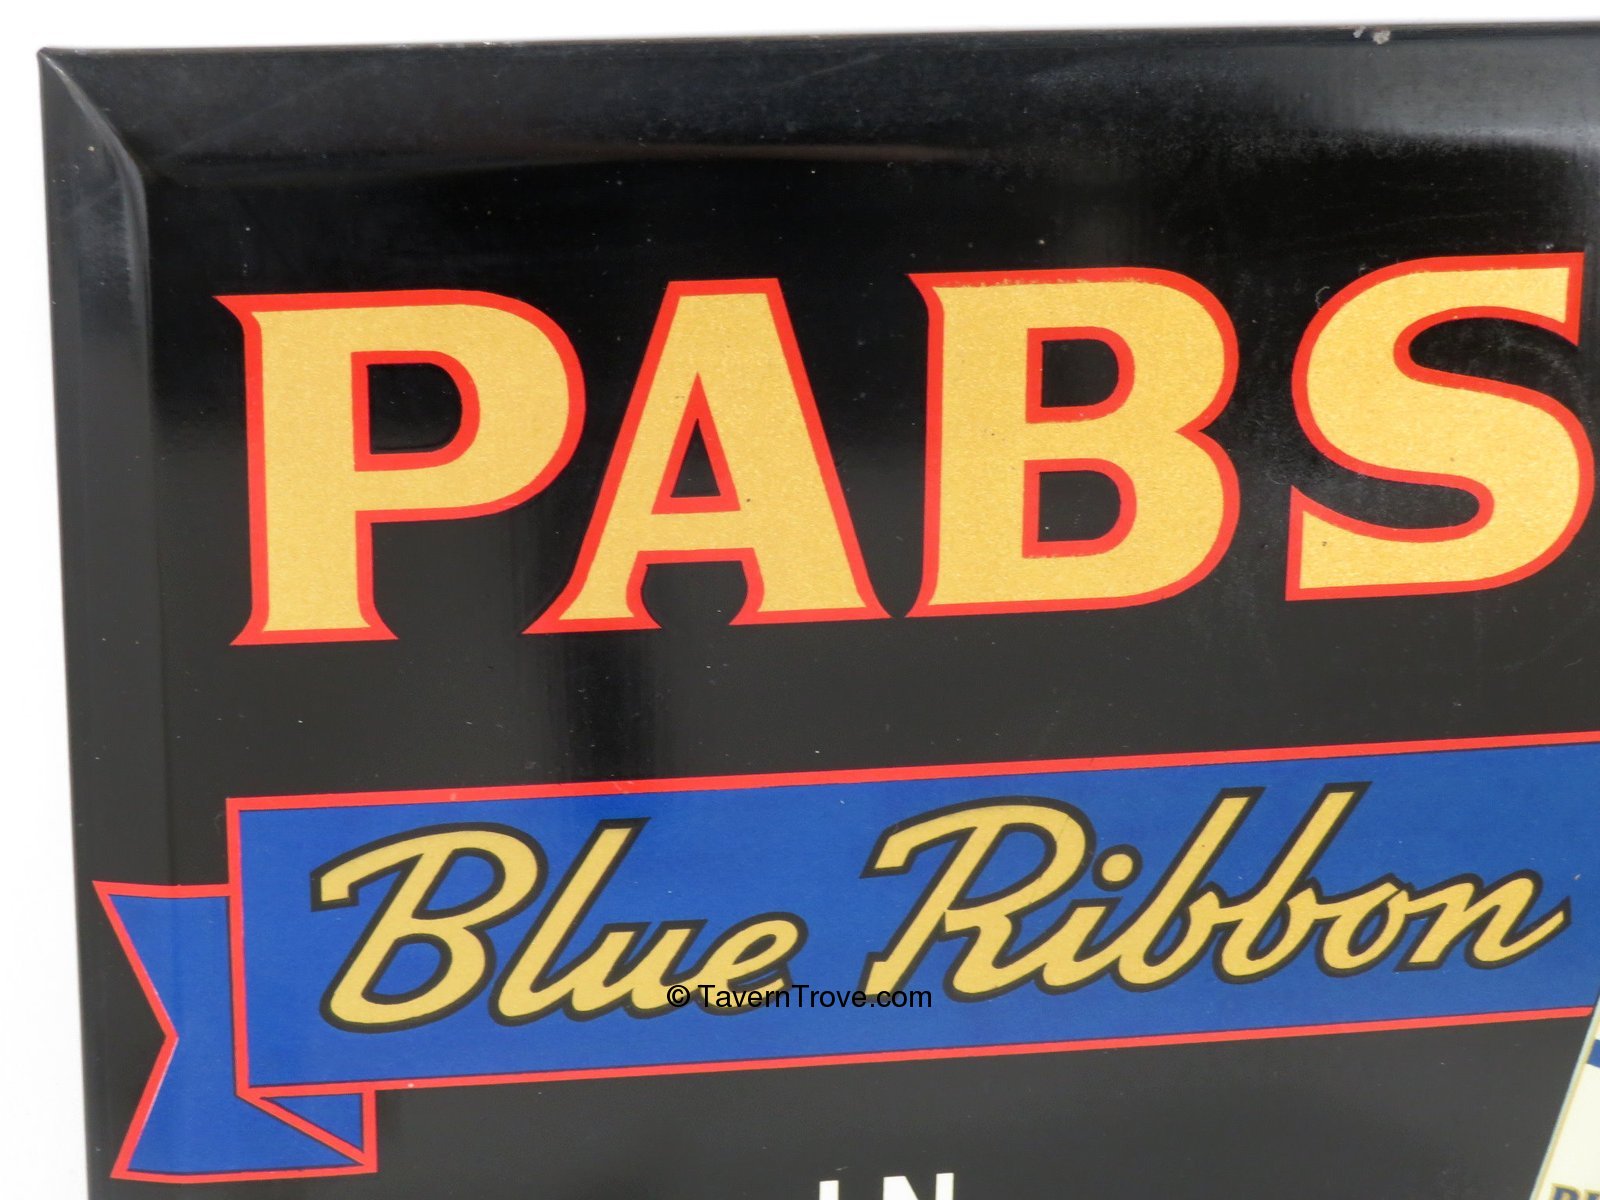 PABS
Blue Ribbon
© TavernTrove.com
IN